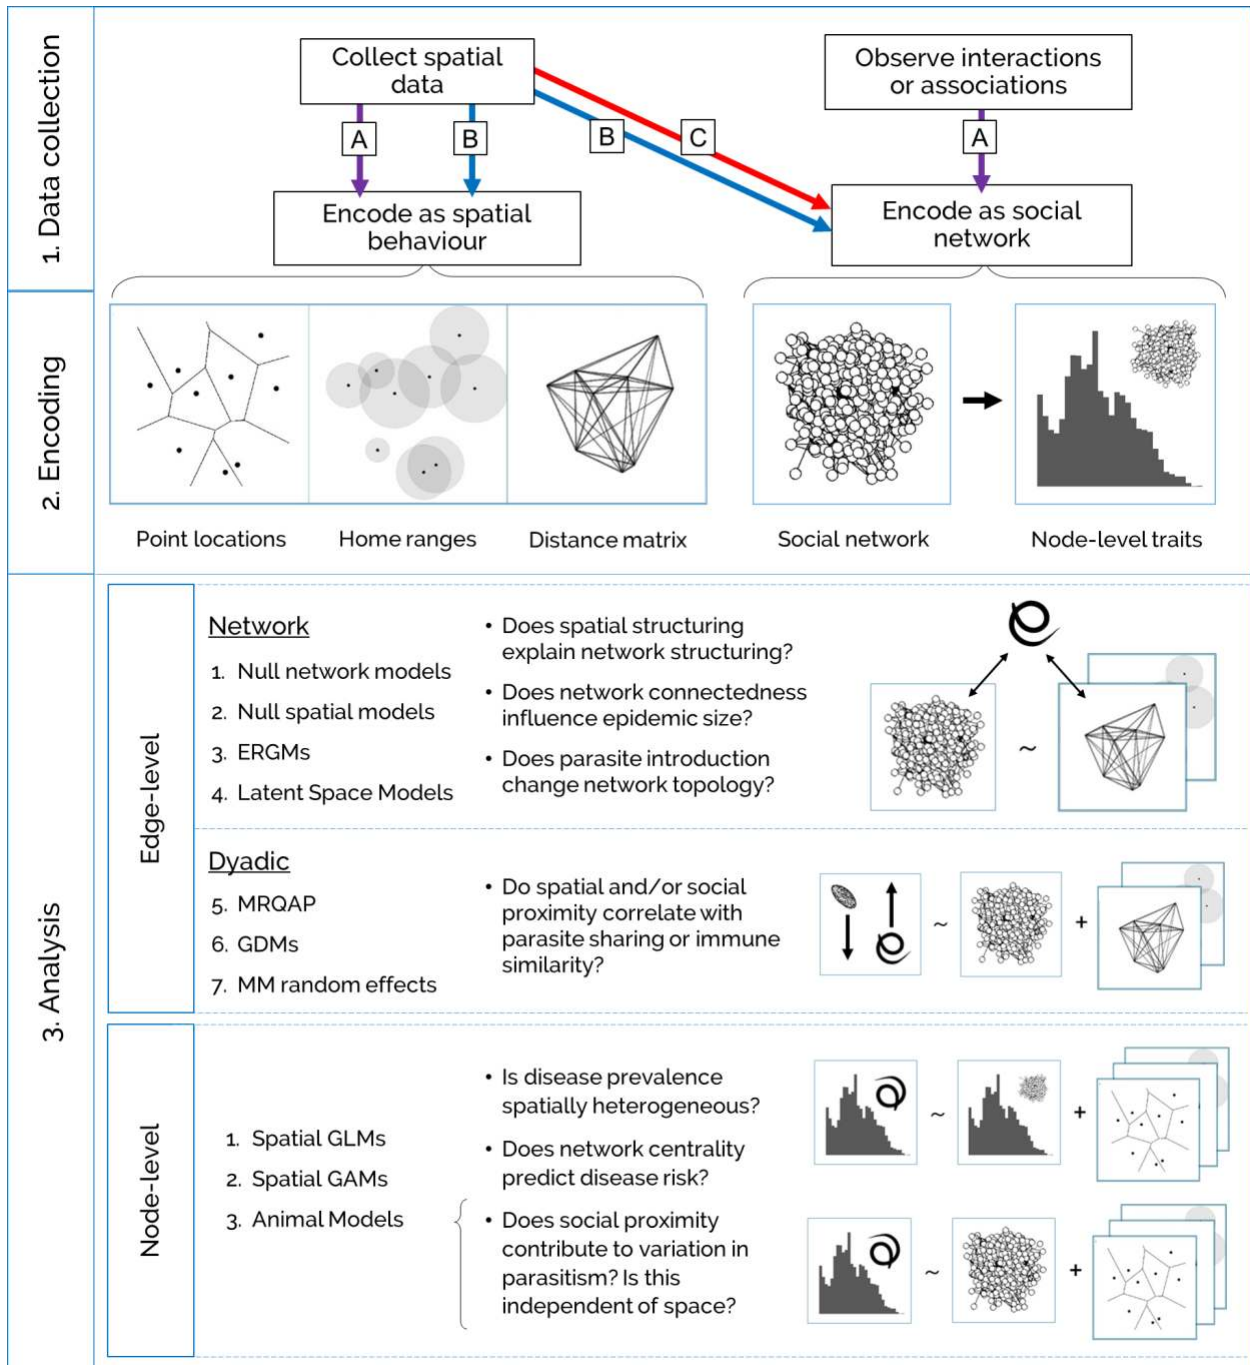 1. Data collection
Collect spatial
data
Observe interactions
or associations
A
B
B
C
A
Encode as spatial
behaviour
Encode as social
network
2. Encoding
Point locations
Home ranges
Distance matrix
Social network
Node-level traits
3. Analysis
Edge-level
Network
1. Null network models
2. Null spatial models
3. ERGMs
4. Latent Space Models
• Does spatial structuring
explain network structuring?
• Does network connectedness
influence epidemic size?
• Does parasite introduction
change network topology?
~
Dyadic
5. MRQAP
6. GDMs
7. MM random effects
• Do spatial and/or social
proximity correlate with
parasite sharing or immune
similarity?
~
+
Node-level
1. Spatial GLMs
2. Spatial GAMs
3. Animal Models
• Is disease prevalence
spatially heterogeneous?
• Does network centrality
predict disease risk?
• Does social proximity
contribute to variation in
parasitism? Is this
independent of space?
~
+
~
+